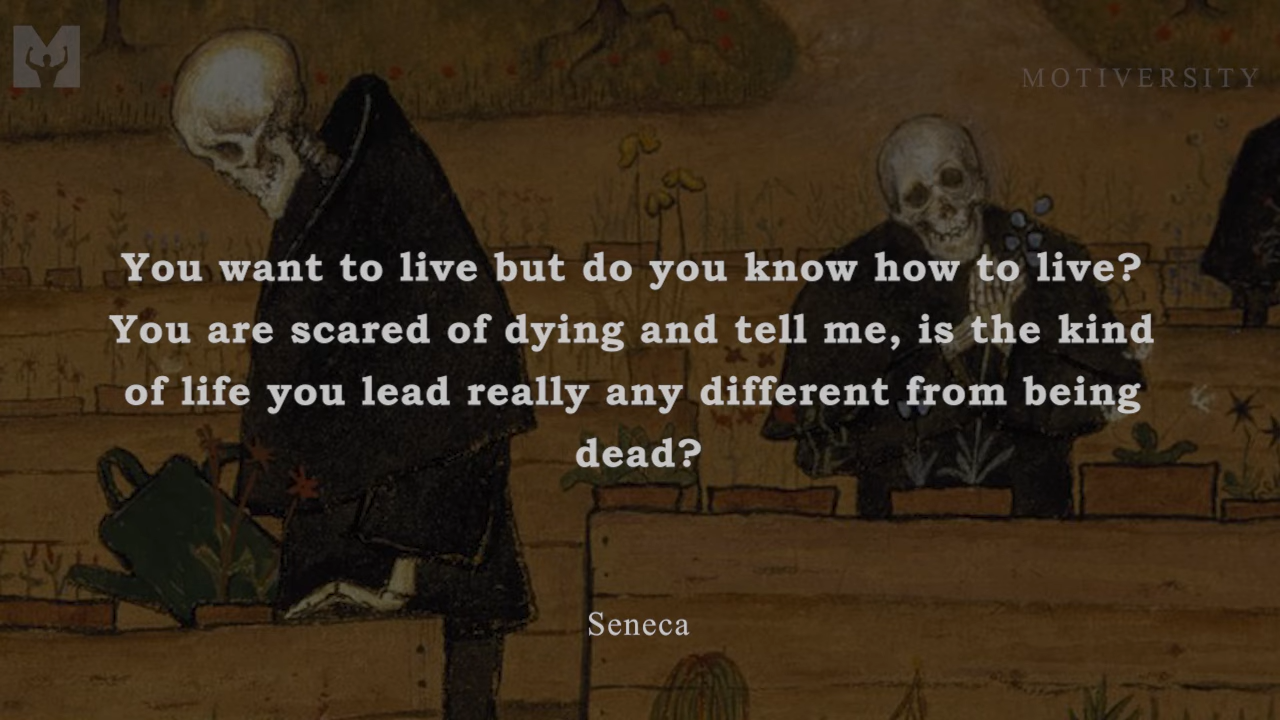 MOTIVERSITY
You want to live but do you know how to live?
You are scared of dying and tell me, is the kind
of life you lead really any different from being
dead?
Seneca